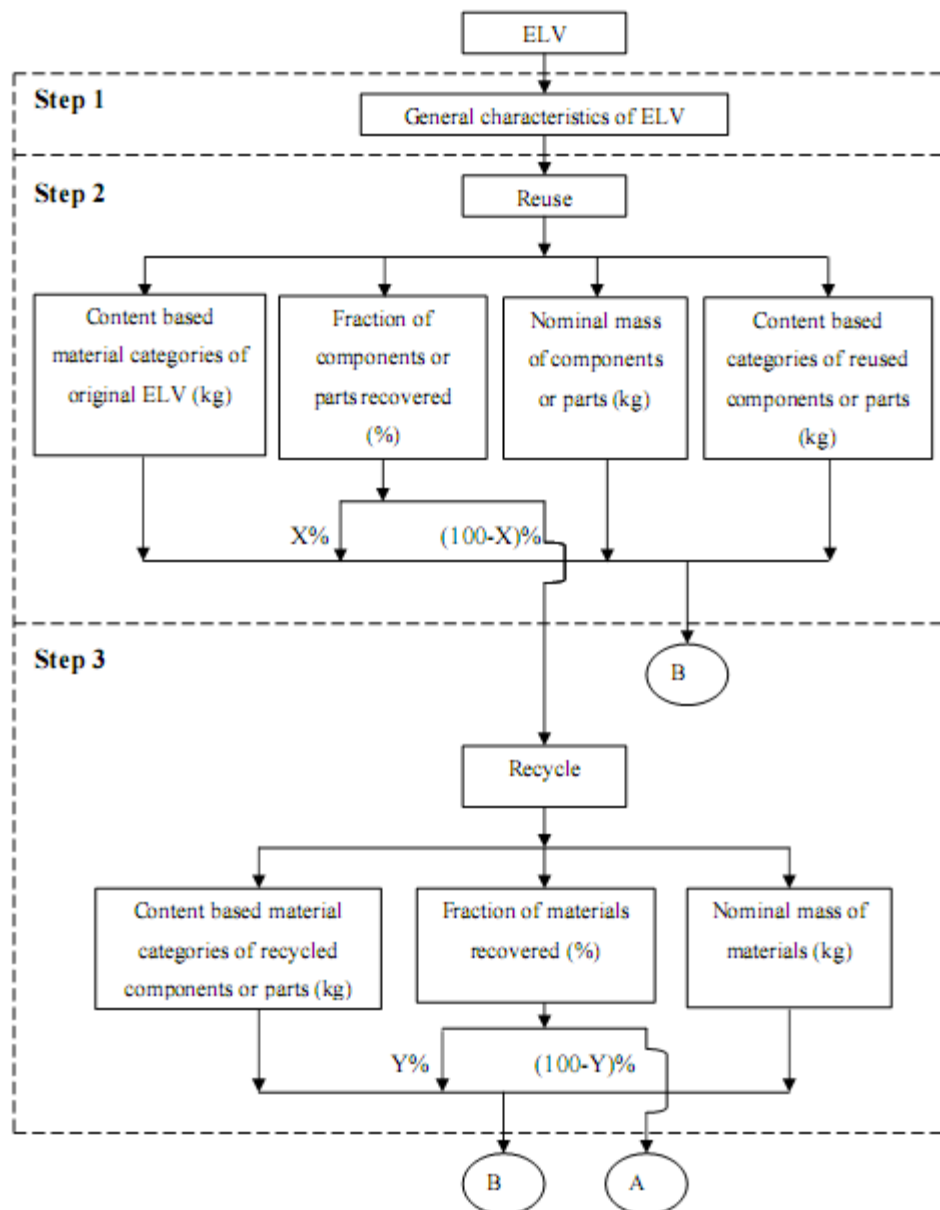 ELV
Step 1
General characteristics of ELV
Step 2
Reuse
Content based
material categories of
original ELV (kg)
Fraction of
components or
parts recovered
(%)
Nominal mass
of components
or parts (kg)
Content based
categories of reused
components or parts
(kg)
X%
(100-X)%
B
Step 3
Recycle
Content based material
categories of recycled
components or parts (kg)
Fraction of materials
recovered (%)
Nominal mass of
materials (kg)
Y%
(100-Y)%
B
A